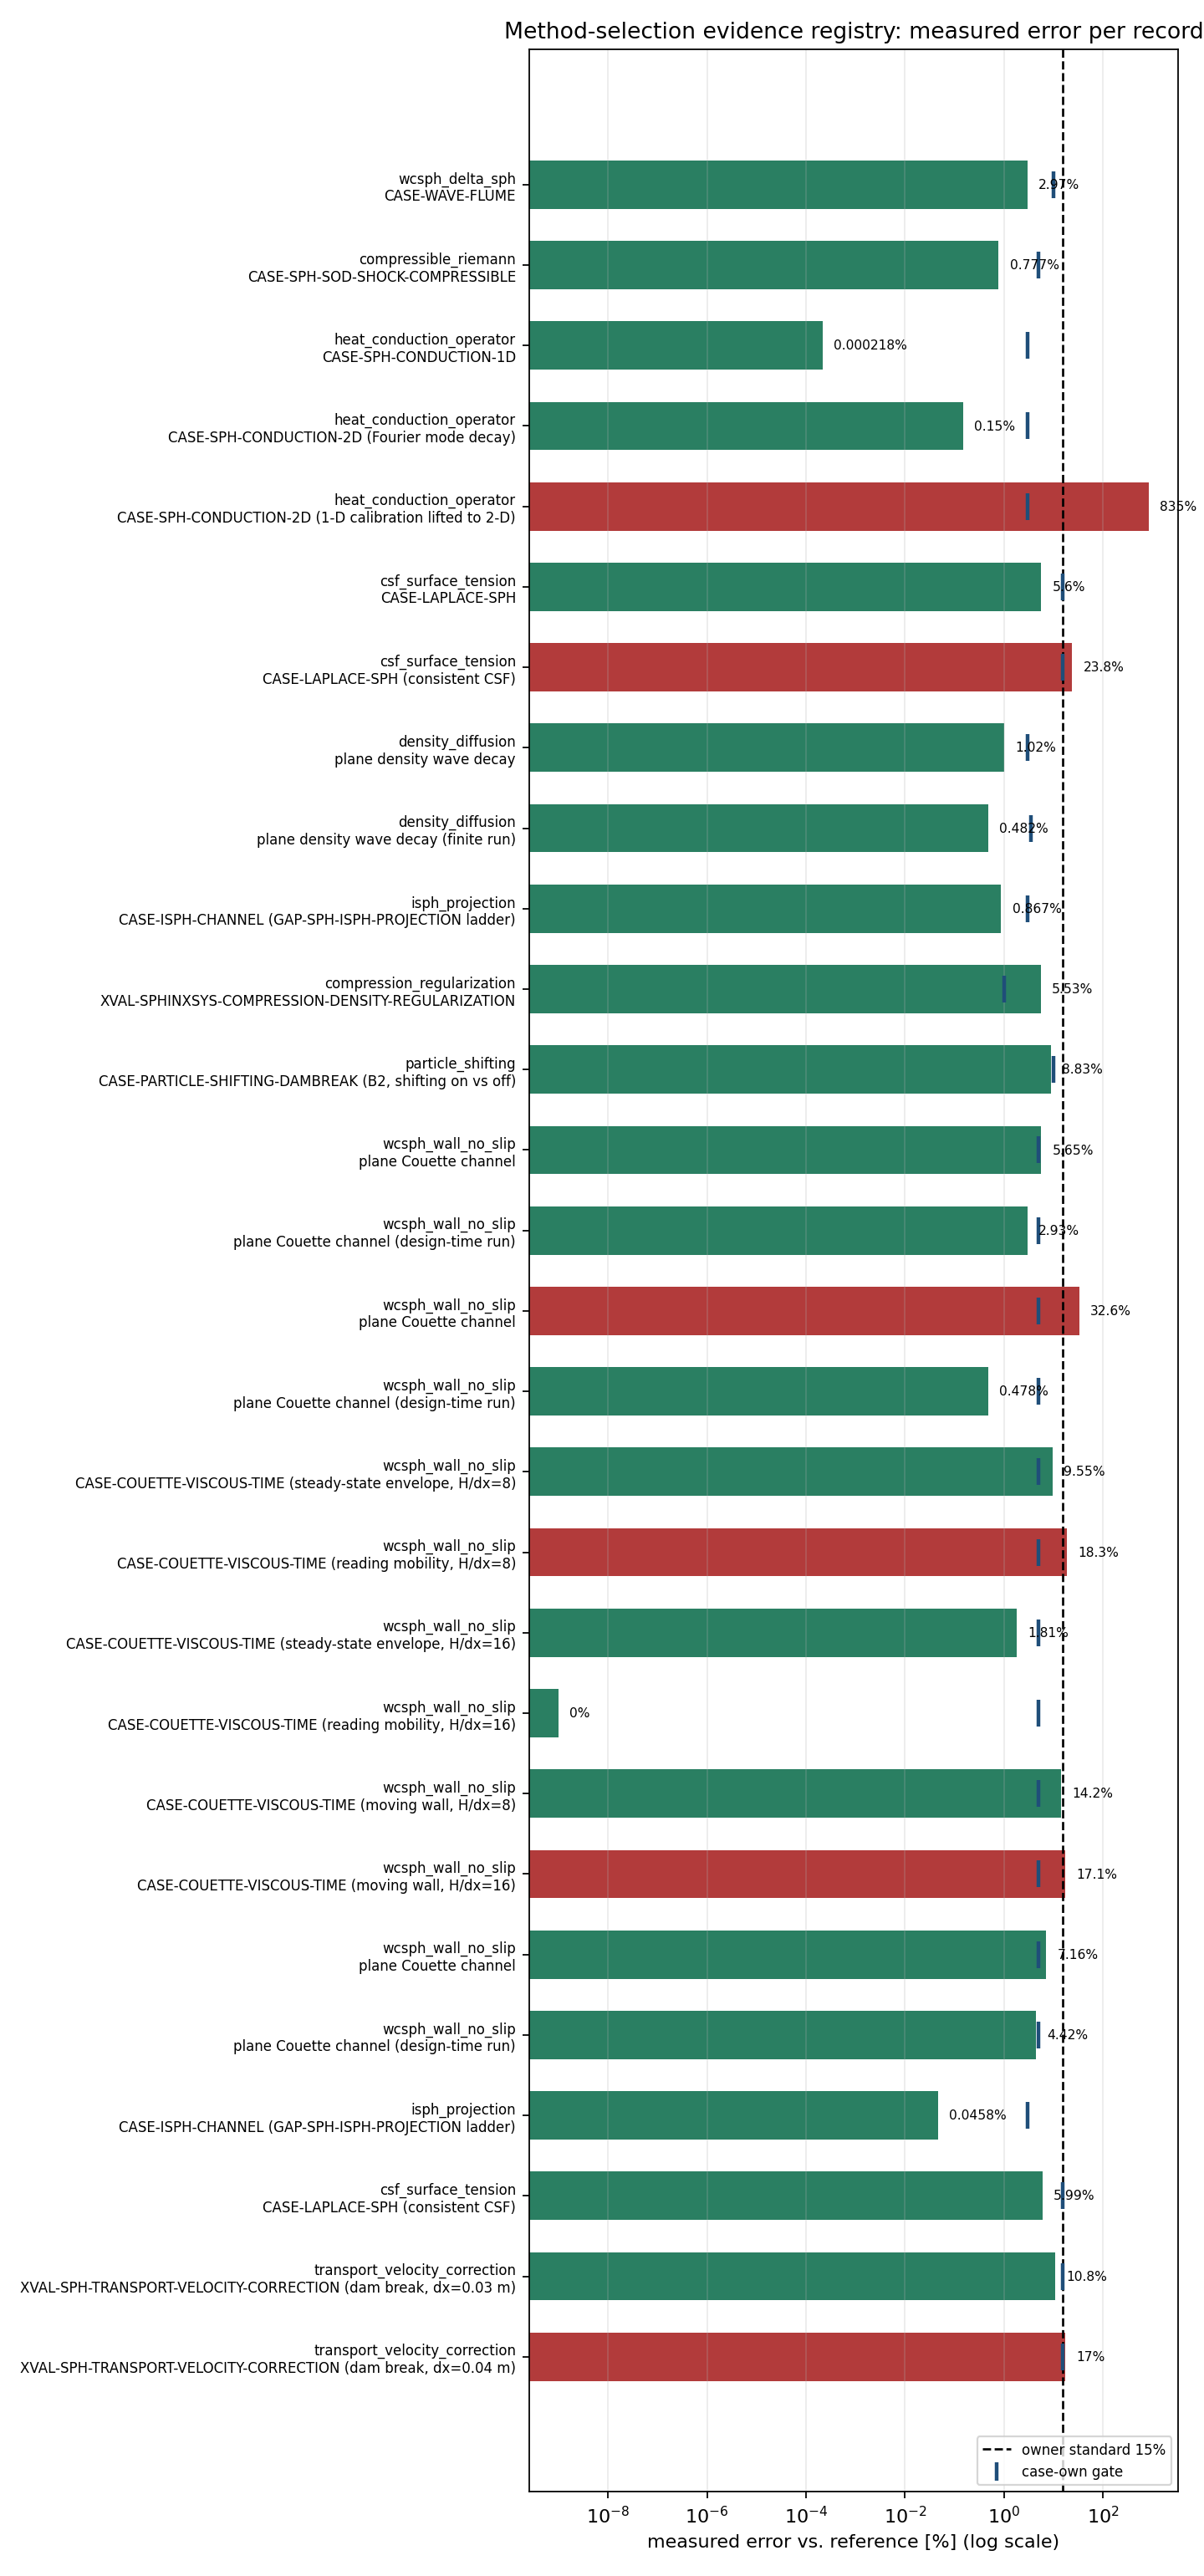 Method-selection evidence registry: measured error per record
wcsph_delta_sph
CASE-WAVE-FLUME
2.97%
compressible_riemann
CASE-SPH-SOD-SHOCK-COMPRESSIBLE
0.777%
heat_conduction_operator
CASE-SPH-CONDUCTION-1D
0.000218%
heat_conduction_operator
CASE-SPH-CONDUCTION-2D (Fourier mode decay)
0.15%
heat_conduction_operator
CASE-SPH-CONDUCTION-2D (1-D calibration lifted to 2-D)
835%
csf_surface_tension
CASE-LAPLACE-SPH
5.6%
csf_surface_tension
CASE-LAPLACE-SPH (consistent CSF)
23.8%
density_diffusion
plane density wave decay
1.02%
density_diffusion
plane density wave decay (finite run)
0.482%
isph_projection
CASE-ISPH-CHANNEL (GAP-SPH-ISPH-PROJECTION ladder)
0.867%
compression_regularization
XVAL-SPHINXSYS-COMPRESSION-DENSITY-REGULARIZATION
5.53%
particle_shifting
CASE-PARTICLE-SHIFTING-DAMBREAK (B2, shifting on vs off)
8.83%
wcsph_wall_no_slip
plane Couette channel
5.65%
wcsph_wall_no_slip
plane Couette channel (design-time run)
2.93%
wcsph_wall_no_slip
plane Couette channel
32.6%
wcsph_wall_no_slip
plane Couette channel (design-time run)
0.478%
wcsph_wall_no_slip
CASE-COUETTE-VISCOUS-TIME (steady-state envelope, H/dx=8)
9.55%
wcsph_wall_no_slip
CASE-COUETTE-VISCOUS-TIME (reading mobility, H/dx=8)
18.3%
wcsph_wall_no_slip
CASE-COUETTE-VISCOUS-TIME (steady-state envelope, H/dx=16)
1.81%
wcsph_wall_no_slip
CASE-COUETTE-VISCOUS-TIME (reading mobility, H/dx=16)
0%
wcsph_wall_no_slip
CASE-COUETTE-VISCOUS-TIME (moving wall, H/dx=8)
14.2%
wcsph_wall_no_slip
CASE-COUETTE-VISCOUS-TIME (moving wall, H/dx=16)
17.1%
wcsph_wall_no_slip
plane Couette channel
7.16%
wcsph_wall_no_slip
plane Couette channel (design-time run)
4.42%
isph_projection
CASE-ISPH-CHANNEL (GAP-SPH-ISPH-PROJECTION ladder)
0.0458%
csf_surface_tension
CASE-LAPLACE-SPH (consistent CSF)
5.99%
transport_velocity_correction
XVAL-SPH-TRANSPORT-VELOCITY-CORRECTION (dam break, dx=0.03 m)
10.8%
transport_velocity_correction
XVAL-SPH-TRANSPORT-VELOCITY-CORRECTION (dam break, dx=0.04 m)
17%
owner standard 15%
case-own gate
10⁻⁸ 10⁻⁶ 10⁻⁴ 10⁻² 10⁰ 10²
measured error vs. reference [%] (log scale)